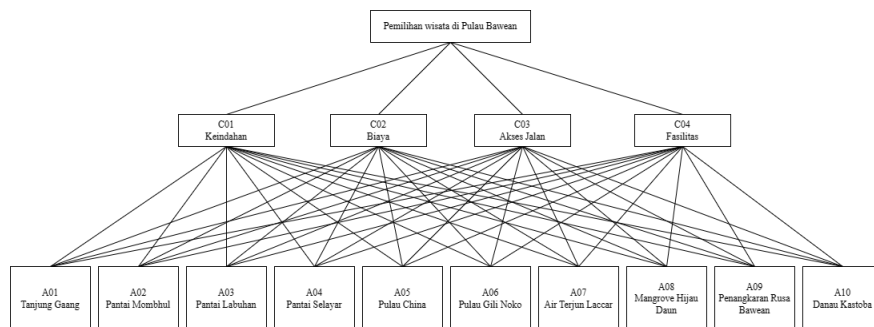 Pemilihan wisata di Pulau Bawean
C01
Keindahan
C02
Biaya
C03
Akses Jalan
C04
Fasilitas
A01
Tanjung Gaang
A02
Pantai Mombhul
A03
Pantai Labuhan
A04
Pantai Selayar
A05
Pulau China
A06
Pulau Gili Noko
A07
Air Terjun Laccar
A08
Mangrove Hijau
Daun
A09
Penangkaran Rusa
Bawean
A10
Danau Kastoba